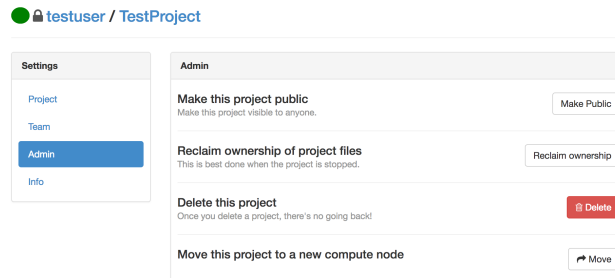 testuser / TestProject
Settings
Project
Team
Admin
Info
Admin
Make this project public
Make this project visible to anyone.
Make Public
Reclaim ownership of project files
This is best done when the project is stopped.
Reclaim ownership
Delete this project
Once you delete a project, there's no going back!
Delete
Move this project to a new compute node
Move